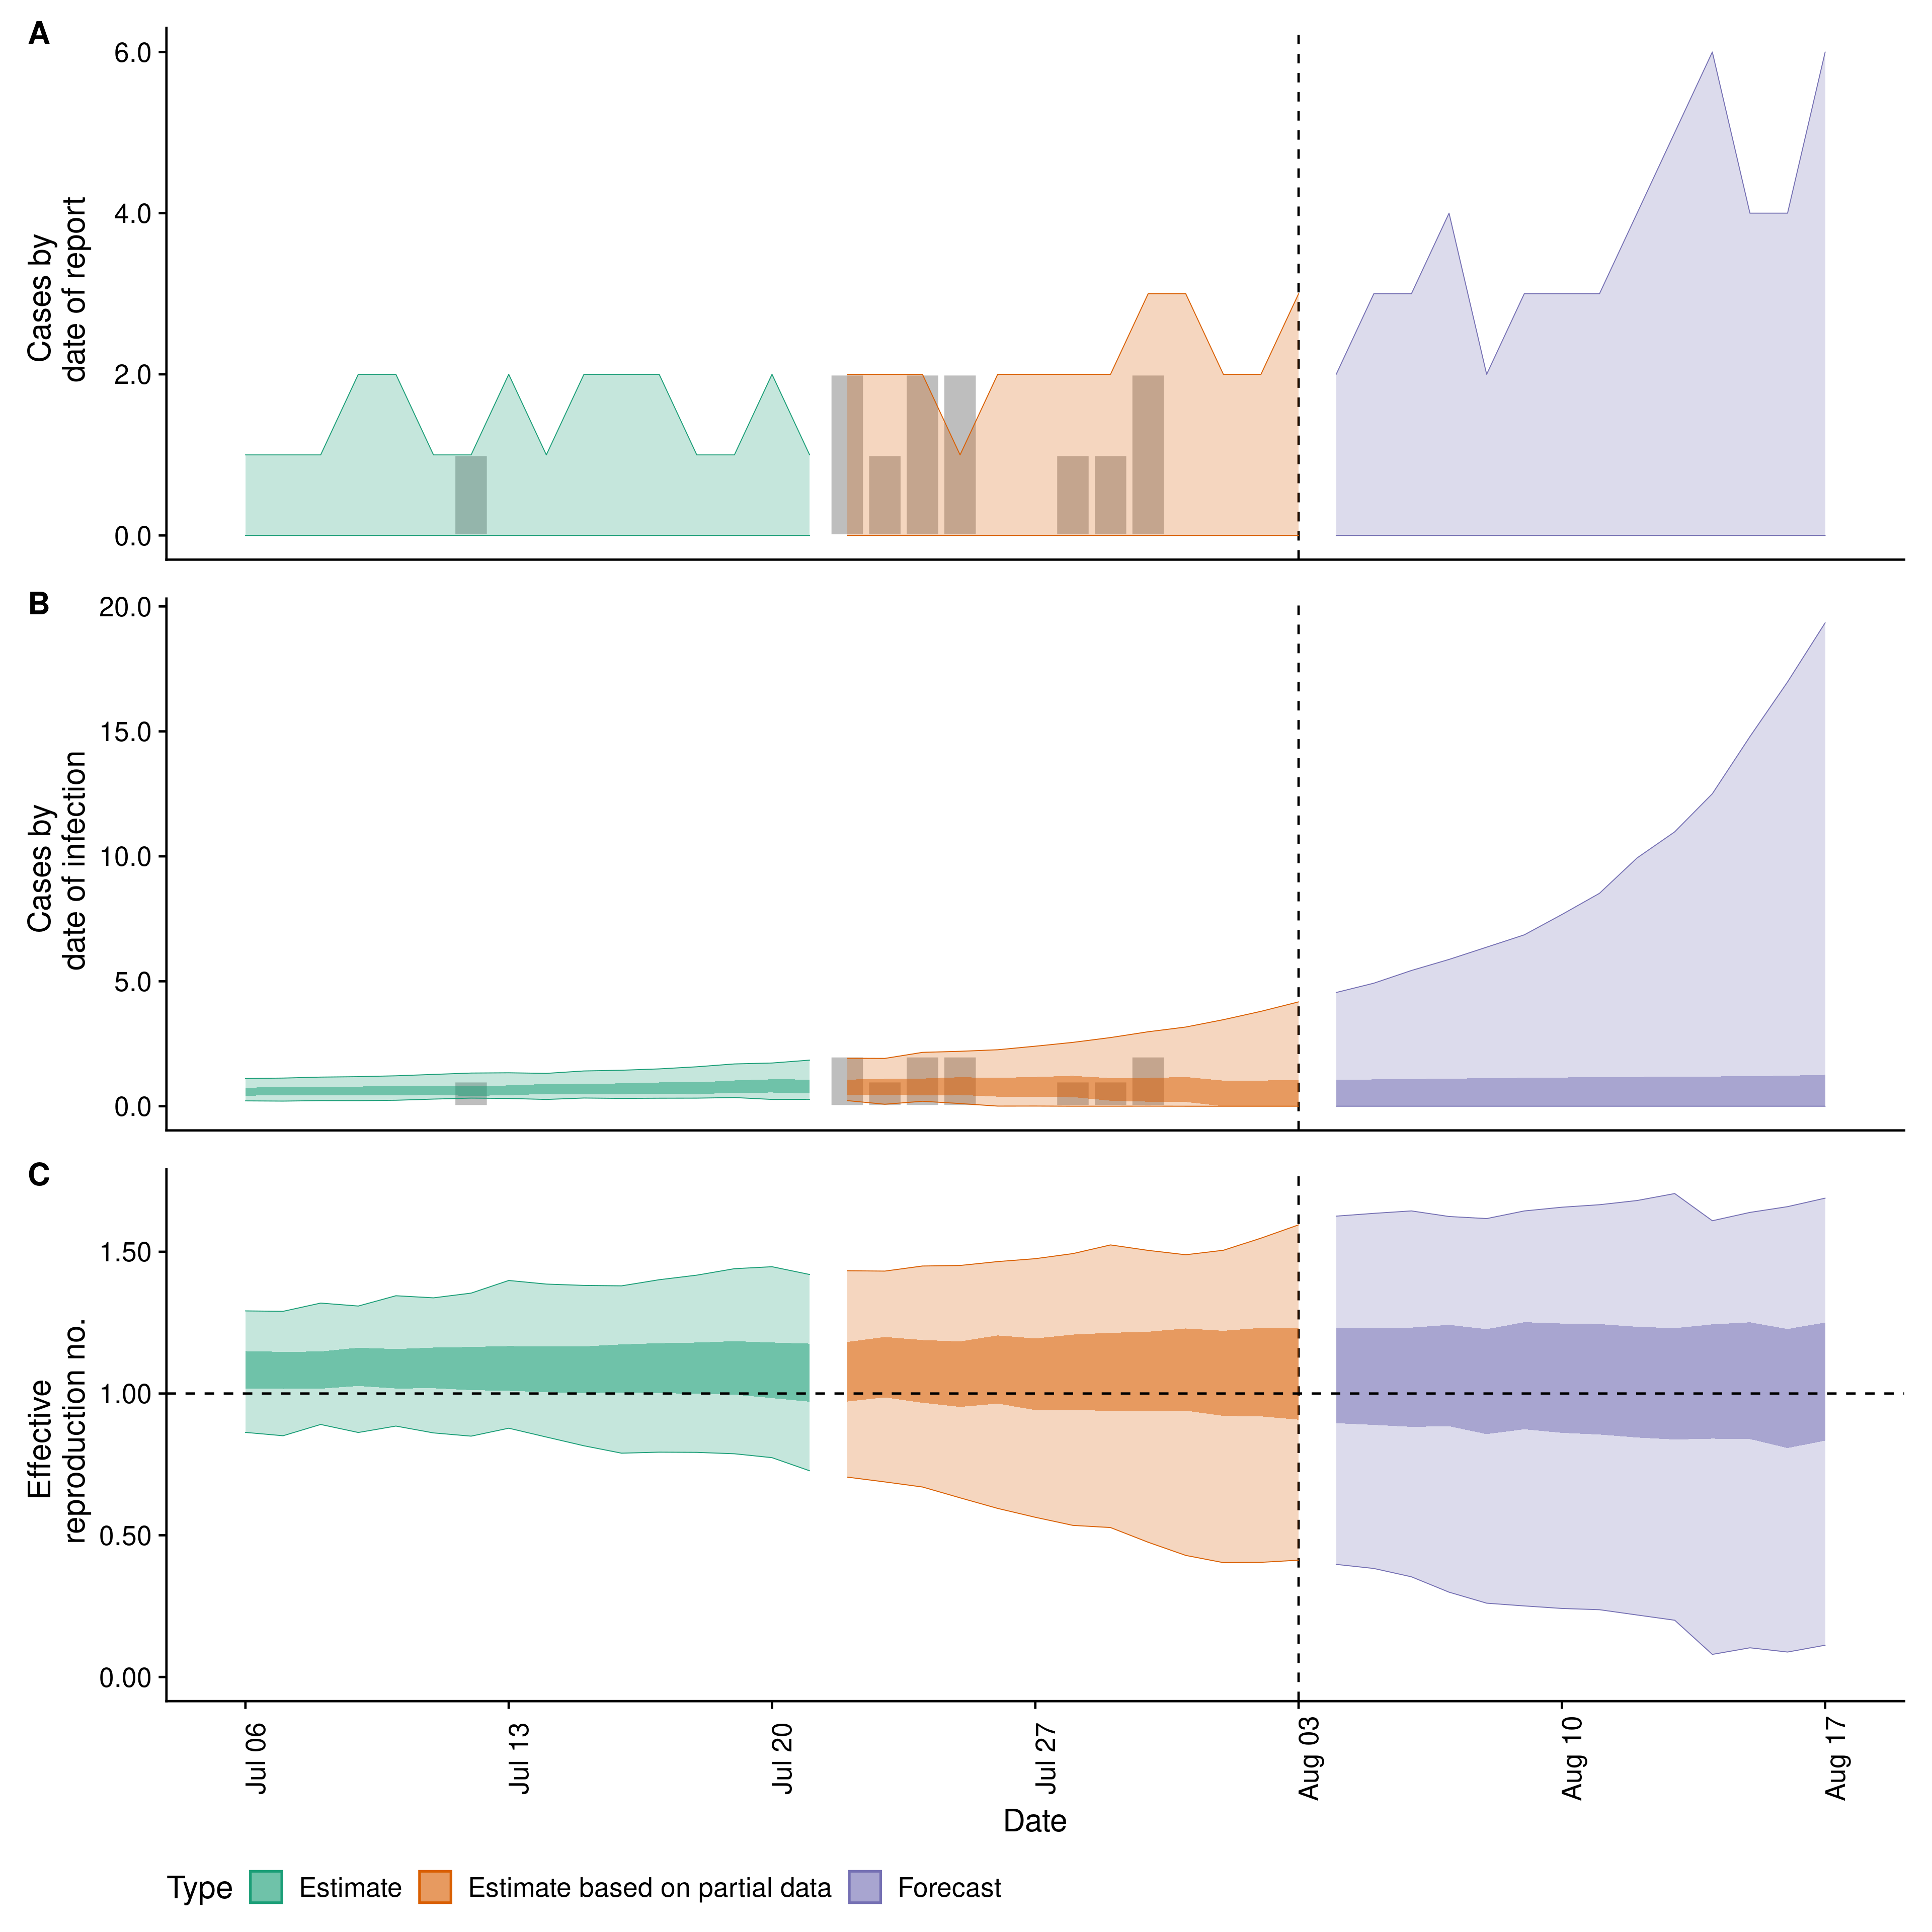 A
6.0
4.0
2.0
0.0
Cases by
date of report
B
20.0
15.0
10.0
5.0
0.0
Cases by
date of infection
C
1.50
1.00
0.50
0.00
Effective
reproduction no.
Jul 06
Jul 13
Jul 20
Jul 27
Aug 03
Aug 10
Aug 17
Date
Type Estimate Estimate based on partial data Forecast